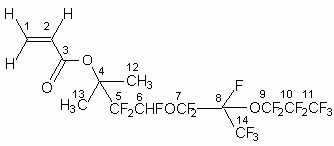 H H
1 2
H 3 O 12
O 4 CH₃
13
H₃C 5 6 7 8 F 9 10 11
CF₂CHFOCF₂ OCF₂CF₂CF₃
CF₃
14